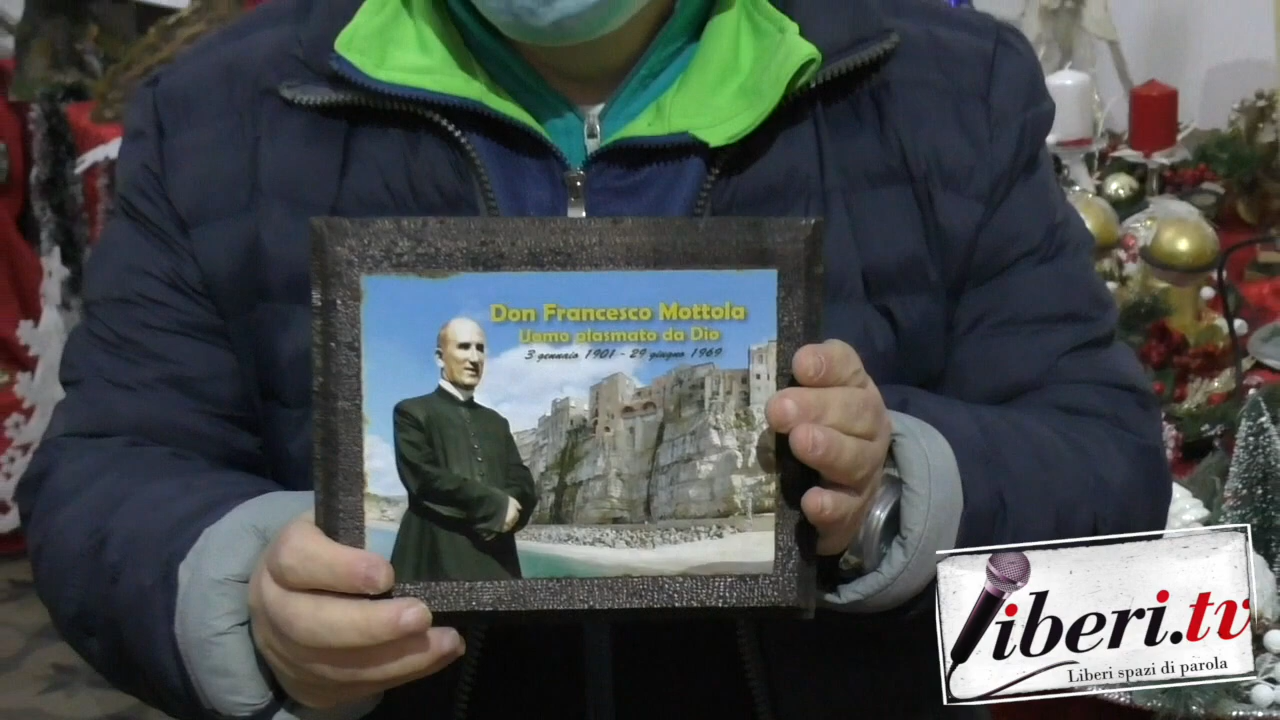 Don Francesco Mottola
Uomo plasmato da Dio
3 gennaio 1901 - 29 giugno 1969
liberi.tv
Liberi spazi di parola